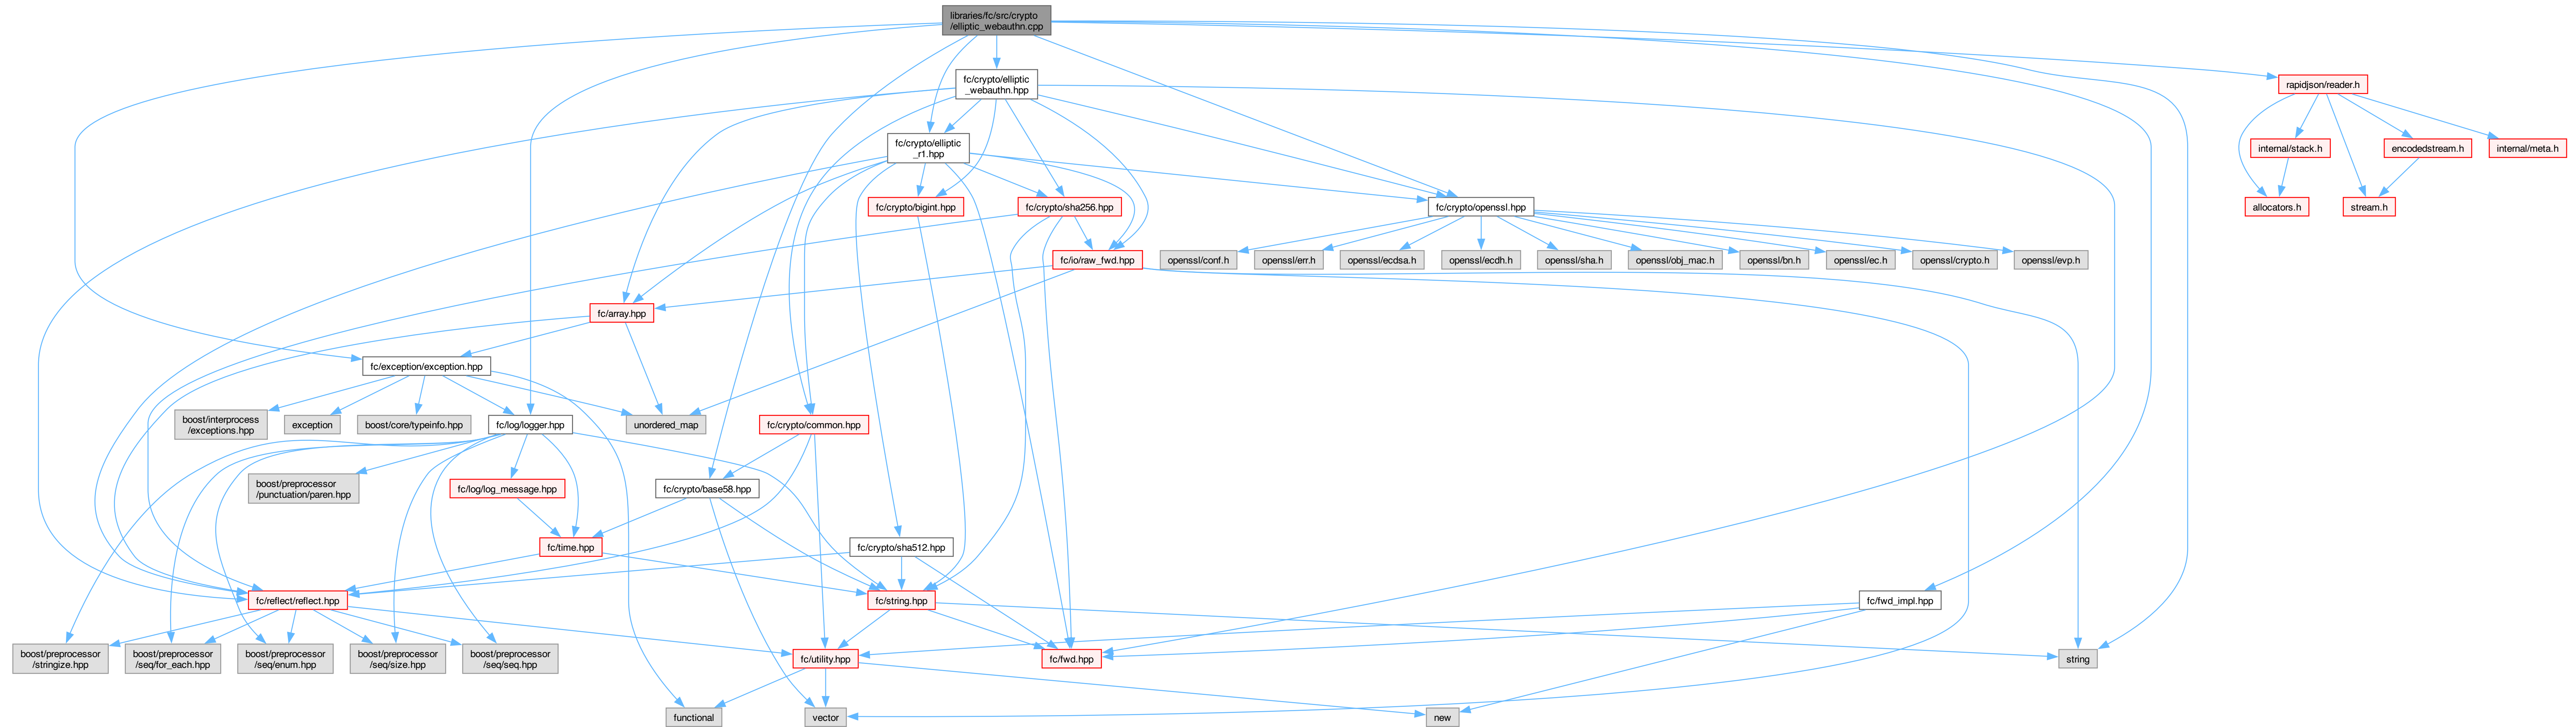 libraries/fc/src/crypto
/elliptic_webauthn.cpp
fc/crypto/elliptic
_webauthn.hpp
rapidjson/reader.h
fc/crypto/elliptic
_r1.hpp
internal/stack.h
encodedstream.h
internal/meta.h
fc/crypto/bigint.hpp
fc/crypto/sha256.hpp
fc/crypto/openssl.hpp
allocators.h
stream.h
fc/io/raw_fwd.hpp
openssl/conf.h
openssl/err.h
openssl/ecdsa.h
openssl/ecdh.h
openssl/sha.h
openssl/obj_mac.h
openssl/bn.h
openssl/ec.h
openssl/crypto.h
openssl/evp.h
fc/array.hpp
fc/exception/exception.hpp
boost/interprocess
/exceptions.hpp
exception
boost/core/typeinfo.hpp
fc/log/logger.hpp
unordered_map
fc/crypto/common.hpp
boost/preprocessor
/punctuation/paren.hpp
fc/log/log_message.hpp
fc/crypto/base58.hpp
fc/time.hpp
fc/crypto/sha512.hpp
fc/reflect/reflect.hpp
fc/string.hpp
fc/fwd_impl.hpp
boost/preprocessor
/stringize.hpp
boost/preprocessor
/seq/for_each.hpp
boost/preprocessor
/seq/enum.hpp
boost/preprocessor
/seq/size.hpp
boost/preprocessor
/seq/seq.hpp
fc/utility.hpp
fc/fwd.hpp
string
functional
vector
new